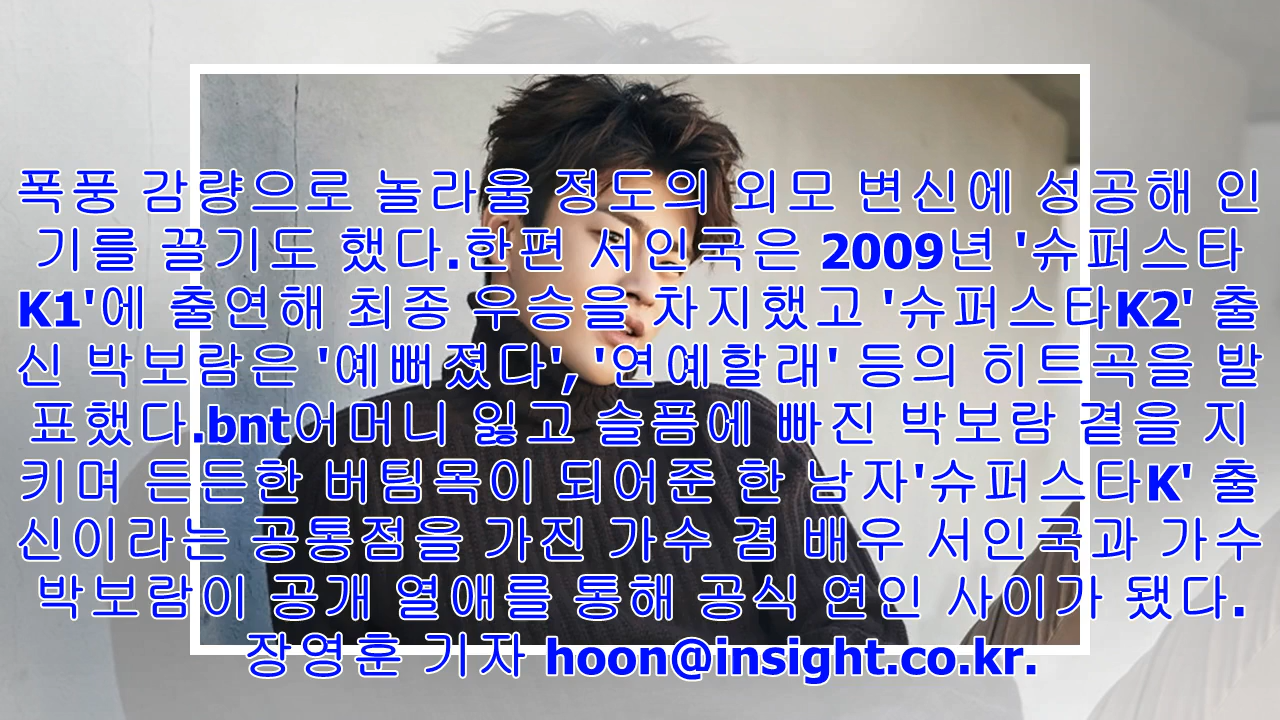 폭풍 감량으로 놀라울 정도의 외모 변신에 성공해 인
기를 끌기도 했다.한편 서인국은 2009년 '슈퍼스타
K1'에 출연해 최종 우승을 차지했고 '슈퍼스타K2' 출
신 박보람은 '예뻐졌다', '연예할래' 등의 히트곡을 발
표했다.bnt어머니 잃고 슬픔에 빠진 박보람 곁을 지
키며 든든한 버팀목이 되어준 한 남자'슈퍼스타K' 출
신이라는 공통점을 가진 가수 겸 배우 서인국과 가수
박보람이 공개 열애를 통해 공식 연인 사이가 됐다.
장영훈 기자 hoon@insight.co.kr.